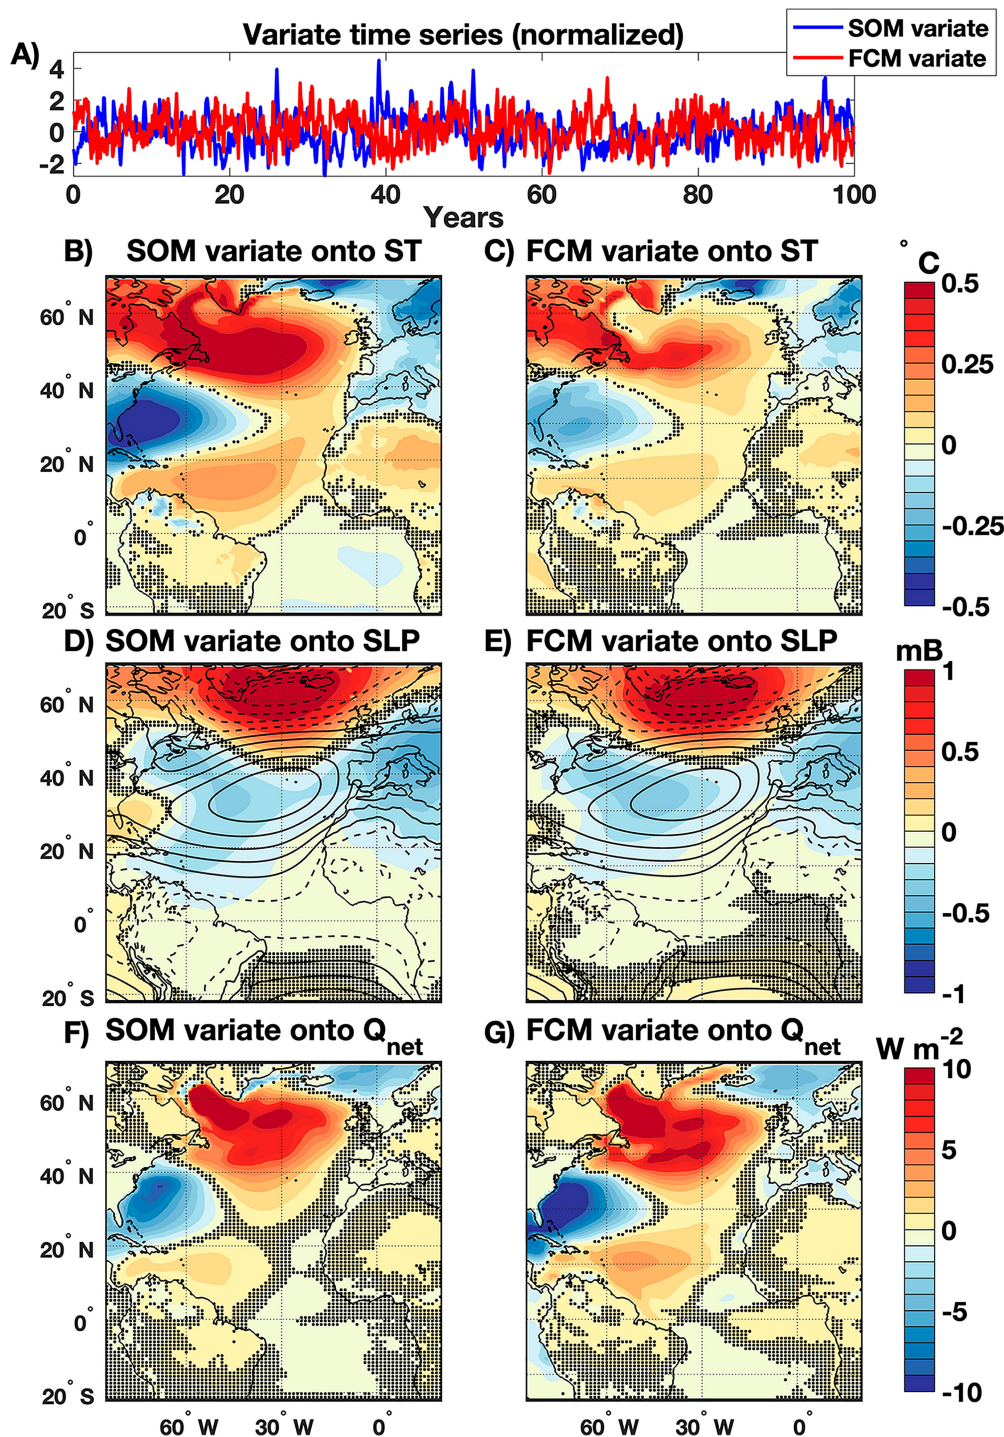 A)
Variate time series (normalized)
SOM variate
FCM variate
4
2
0
-2
0 20 40 60 80 100
Years
B) SOM variate onto ST
C) FCM variate onto ST
° C
60° N
40° N
20° N
0°
20° S
0.5
0.25
0
-0.25
-0.5
D) SOM variate onto SLP
E) FCM variate onto SLP
mB
60° N
40° N
20° N
0°
20° S
1
0.5
0
-0.5
-1
F) SOM variate onto Qnet
G) FCM variate onto Qnet
W m-2
60° N
40° N
20° N
0°
20° S
10
5
0
-5
-10
60° W 30° W 0°
60° W 30° W 0°